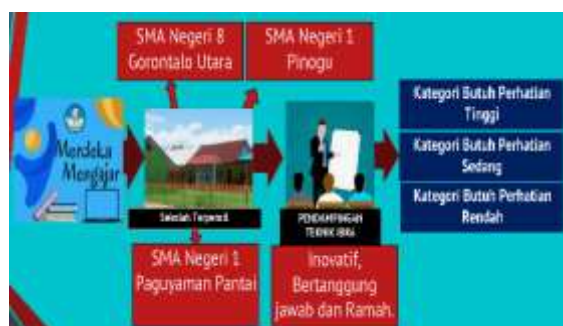 SMA Negeri 8
Gorontalo Utara
SMA Negeri 1
Pinogu
Merdeka
Mengajar
Sekolah Terpencil
SMA Negeri 1
Paguyaman Pantai
PENDAMPINGAN
TEKNIK IBRA
Inovatif,
Bertanggung
jawab dan Ramah.
Kategori Butuh Perhatian
Tinggi
Kategori Butuh Perhatian
Sedang
Kategori Butuh Perhatian
Rendah